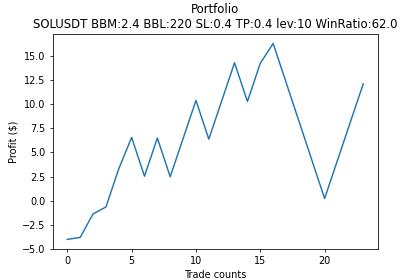 Portfolio
SOLUSDT BBM:2.4 BBL:220 SL:0.4 TP:0.4 lev:10 WinRatio:62.0
15.0
12.5
10.0
7.5
5.0
2.5
0.0
−2.5
−5.0
Profit ($)
0 5 10 15 20
Trade counts